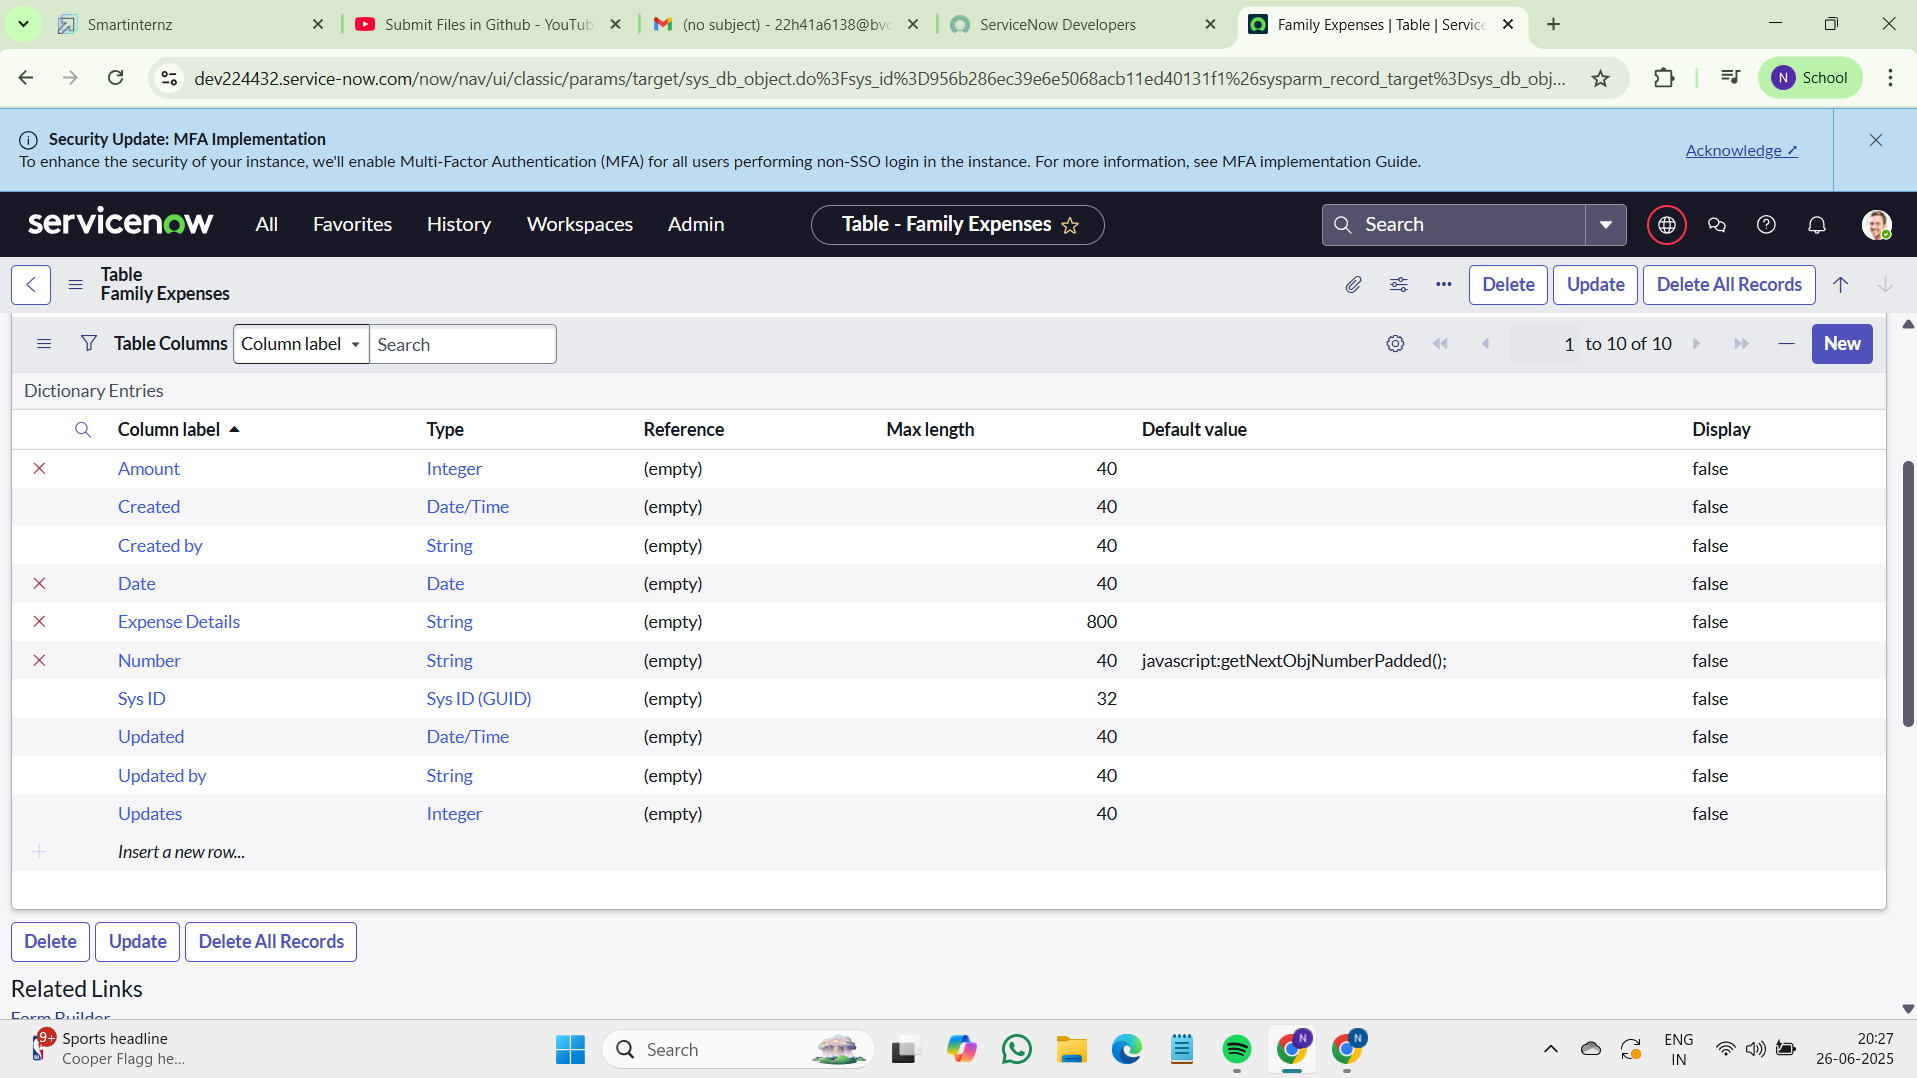 Smartinternz
Submit Files in Github - YouTub
(no subject) - 22h41a6138@bvc
ServiceNow Developers
Family Expenses | Table | Service
dev224432.service-now.com/now/nav/ui/classic/params/target/sys_db_object.do%3Fsys_id%3D956b286ec39e6e5068acb11ed40131f1%26sysparm_record_target%3Dsys_db_obj...
N School
Security Update: MFA Implementation
To enhance the security of your instance, we'll enable Multi-Factor Authentication (MFA) for all users performing non-SSO login in the instance. For more information, see MFA implementation Guide.
Acknowledge
servicenow All Favorites History Workspaces Admin Table - Family Expenses Search
Table
Family Expenses
Delete Update Delete All Records
Table Columns Column label Search 1 to 10 of 10 New
Dictionary Entries
Column label Type Reference Max length Default value Display
Amount Integer (empty) 40 false
Created Date/Time (empty) 40 false
Created by String (empty) 40 false
Date Date (empty) 40 false
Expense Details String (empty) 800 false
Number String (empty) 40 javascript:getNextObjNumberPadded(); false
Sys ID Sys ID (GUID) (empty) 32 false
Updated Date/Time (empty) 40 false
Updated by String (empty) 40 false
Updates Integer (empty) 40 false
Insert a new row...
Delete Update Delete All Records
Related Links
Form Builder
9+ Sports headline
Cooper Flagg he...
Search
N
N
ENG
IN
20:27
26-06-2025